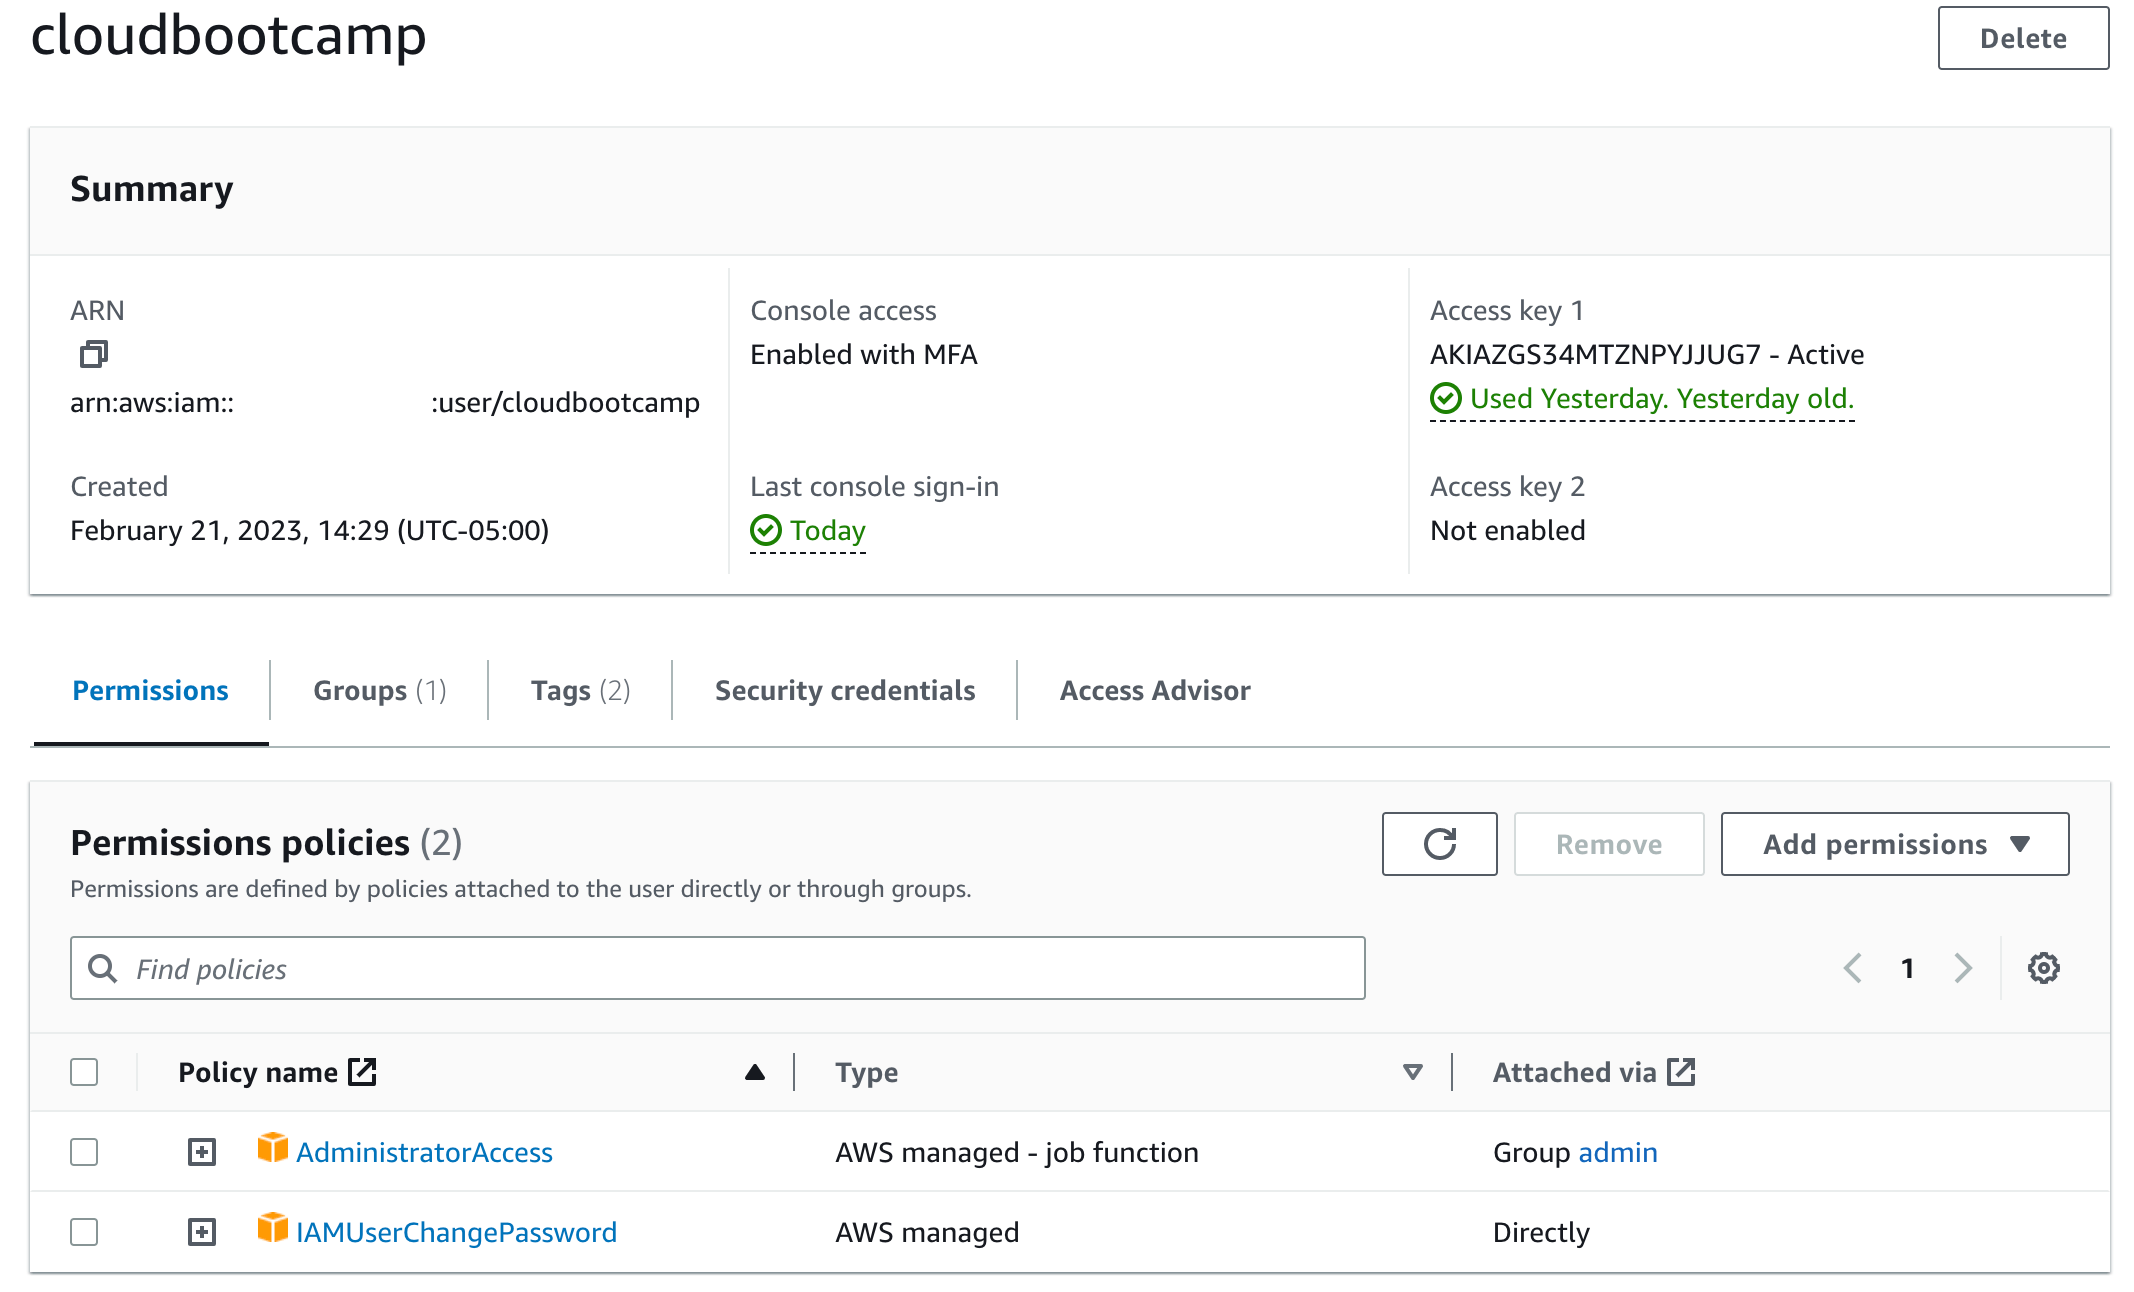 cloudbootcamp
Delete
Summary
ARN
arn:aws:iam:: :user/cloudbootcamp
Created
February 21, 2023, 14:29 (UTC-05:00)
Console access
Enabled with MFA
Last console sign-in
Today
Access key 1
AKIAZGS34MTZNPYJJUG7 - Active
Used Yesterday. Yesterday old.
Access key 2
Not enabled
Permissions Groups (1) Tags (2) Security credentials Access Advisor
Permissions policies (2)
Permissions are defined by policies attached to the user directly or through groups.
Remove
Add permissions
Find policies
1
Policy name Type Attached via
AdministratorAccess AWS managed - job function Group admin
IAMUserChangePassword AWS managed Directly